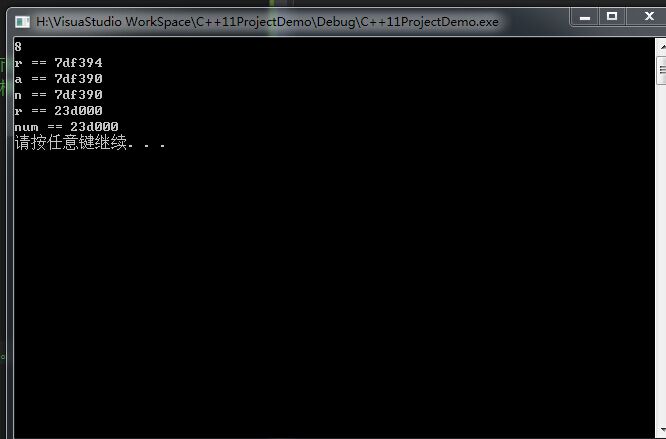 H:\VisuaStudio WorkSpace\C++11ProjectDemo\Debug\C++11ProjectDemo.exe
8
r == 7df394
a == 7df390
n == 7df390
r == 23d000
num == 23d000
请按任意键继续. . .